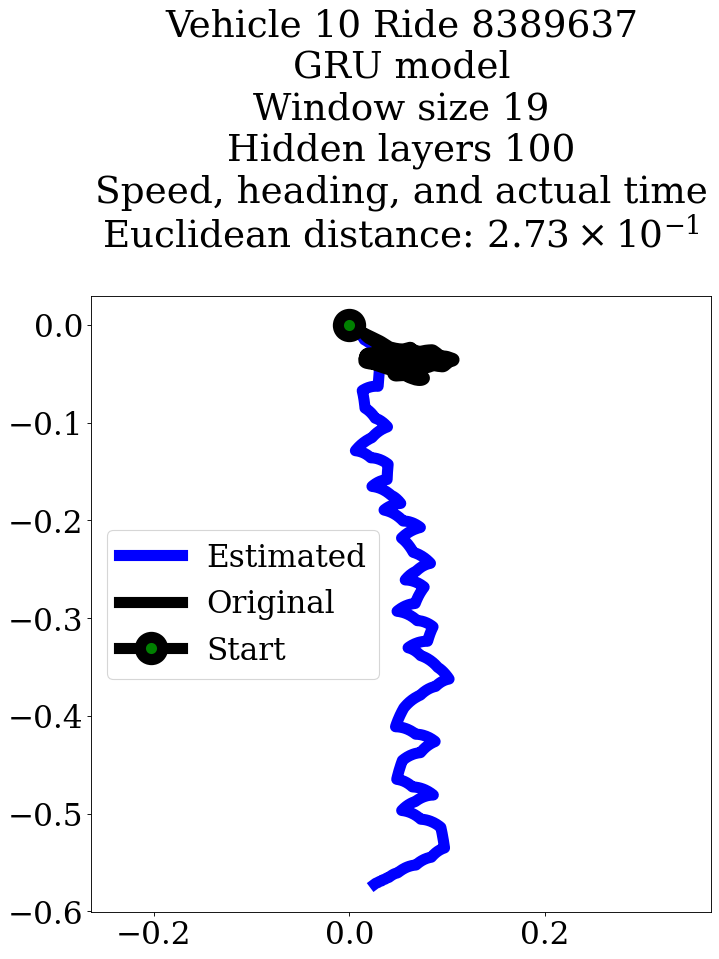 Vehicle 10 Ride 8389637
GRU model
Window size 19
Hidden layers 100
Speed, heading, and actual time
Euclidean distance: 2.73 × 10⁻¹
0.0
−0.1
−0.2
−0.3
−0.4
−0.5
−0.6
Estimated
Original
Start
−0.2 0.0 0.2